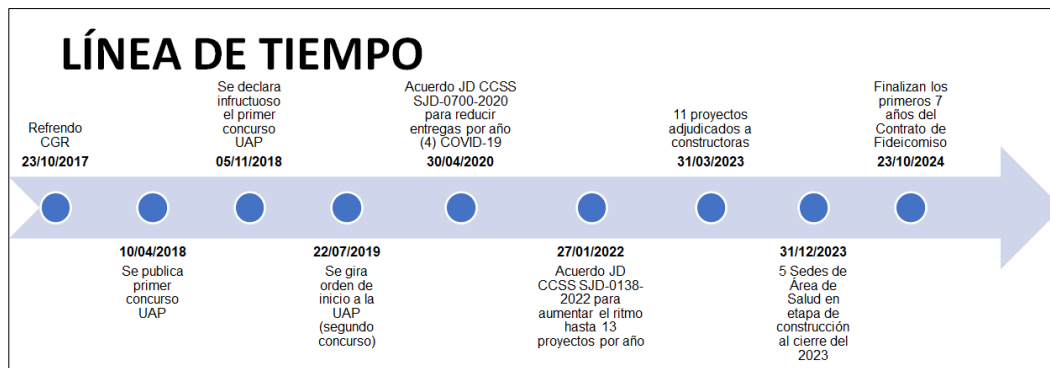 LÍNEA DE TIEMPO
Refrendo
CGR
23/10/2017
10/04/2018
Se publica
primer
concurso
UAP
Se declara
infructuoso
el primer
concurso
UAP
05/11/2018
22/07/2019
Se gira
orden de
inicio a la
UAP
(segundo
concurso)
Acuerdo JD CCSS
SJD-0700-2020
para reducir
entregas por año
(4) COVID-19
30/04/2020
27/01/2022
Acuerdo JD
CCSS SJD-0138-
2022 para
aumentar el ritmo
hasta 13
proyectos por año
11 proyectos
adjudicados a
constructoras
31/03/2023
31/12/2023
5 Sedes de
Área de
Salud en
etapa de
construcción
al cierre del
2023
Finalizan los
primeros 7
años del
Contrato de
Fideicomiso
23/10/2024